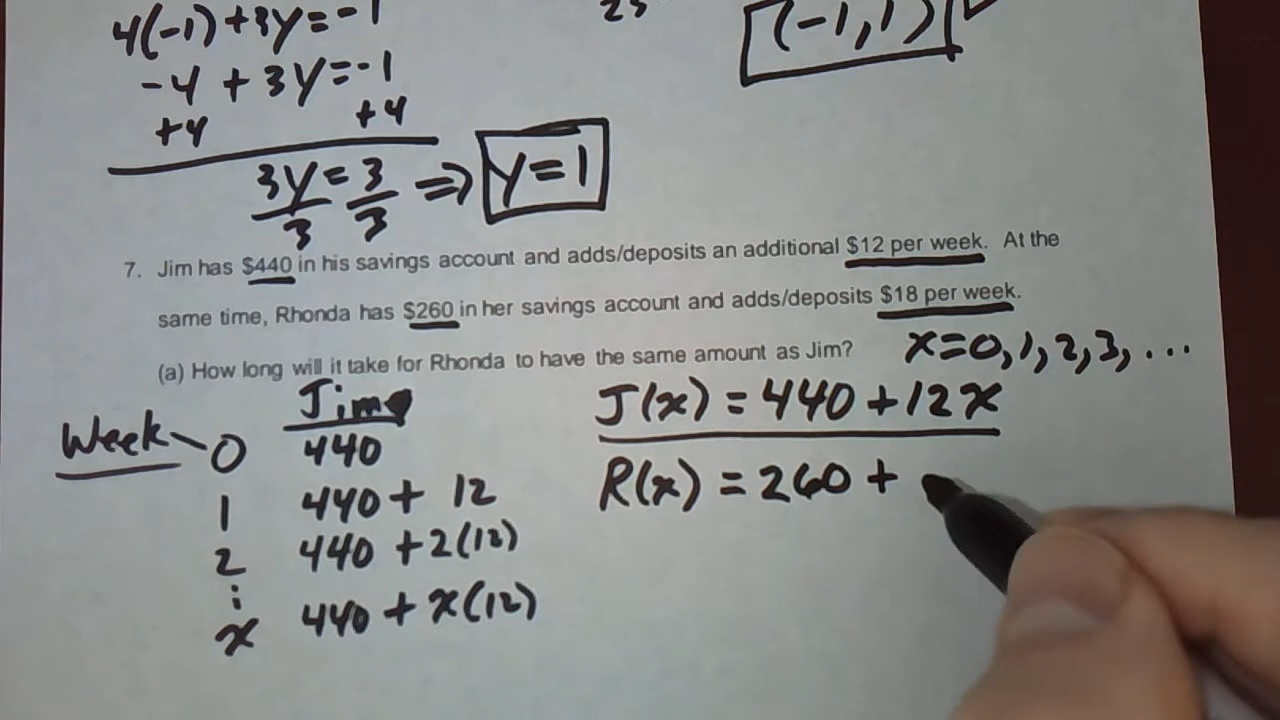 4(-1)+3y=-1
-4 + 3y=-1
+4 +4
3y = 3 ⇒ y=1
3 3
(-1,1)
7. Jim has $440 in his savings account and adds/deposits an additional $12 per week. At the
same time, Rhonda has $260 in her savings account and adds/deposits $18 per week.
(a) How long will it take for Rhonda to have the same amount as Jim? x=0,1,2,3,...
Jim
Week 0 440
1 440 + 12
2 440 + 2(12)
⋮
x 440 + x(12)
J(x) = 440 + 12x
R(x) = 260 +